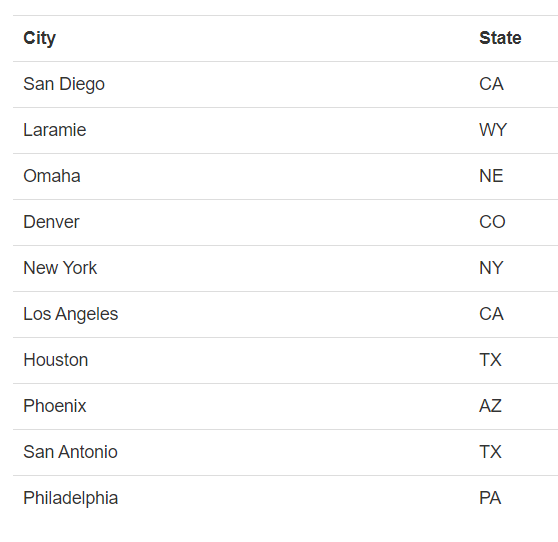 City State
San Diego CA
Laramie WY
Omaha NE
Denver CO
New York NY
Los Angeles CA
Houston TX
Phoenix AZ
San Antonio TX
Philadelphia PA